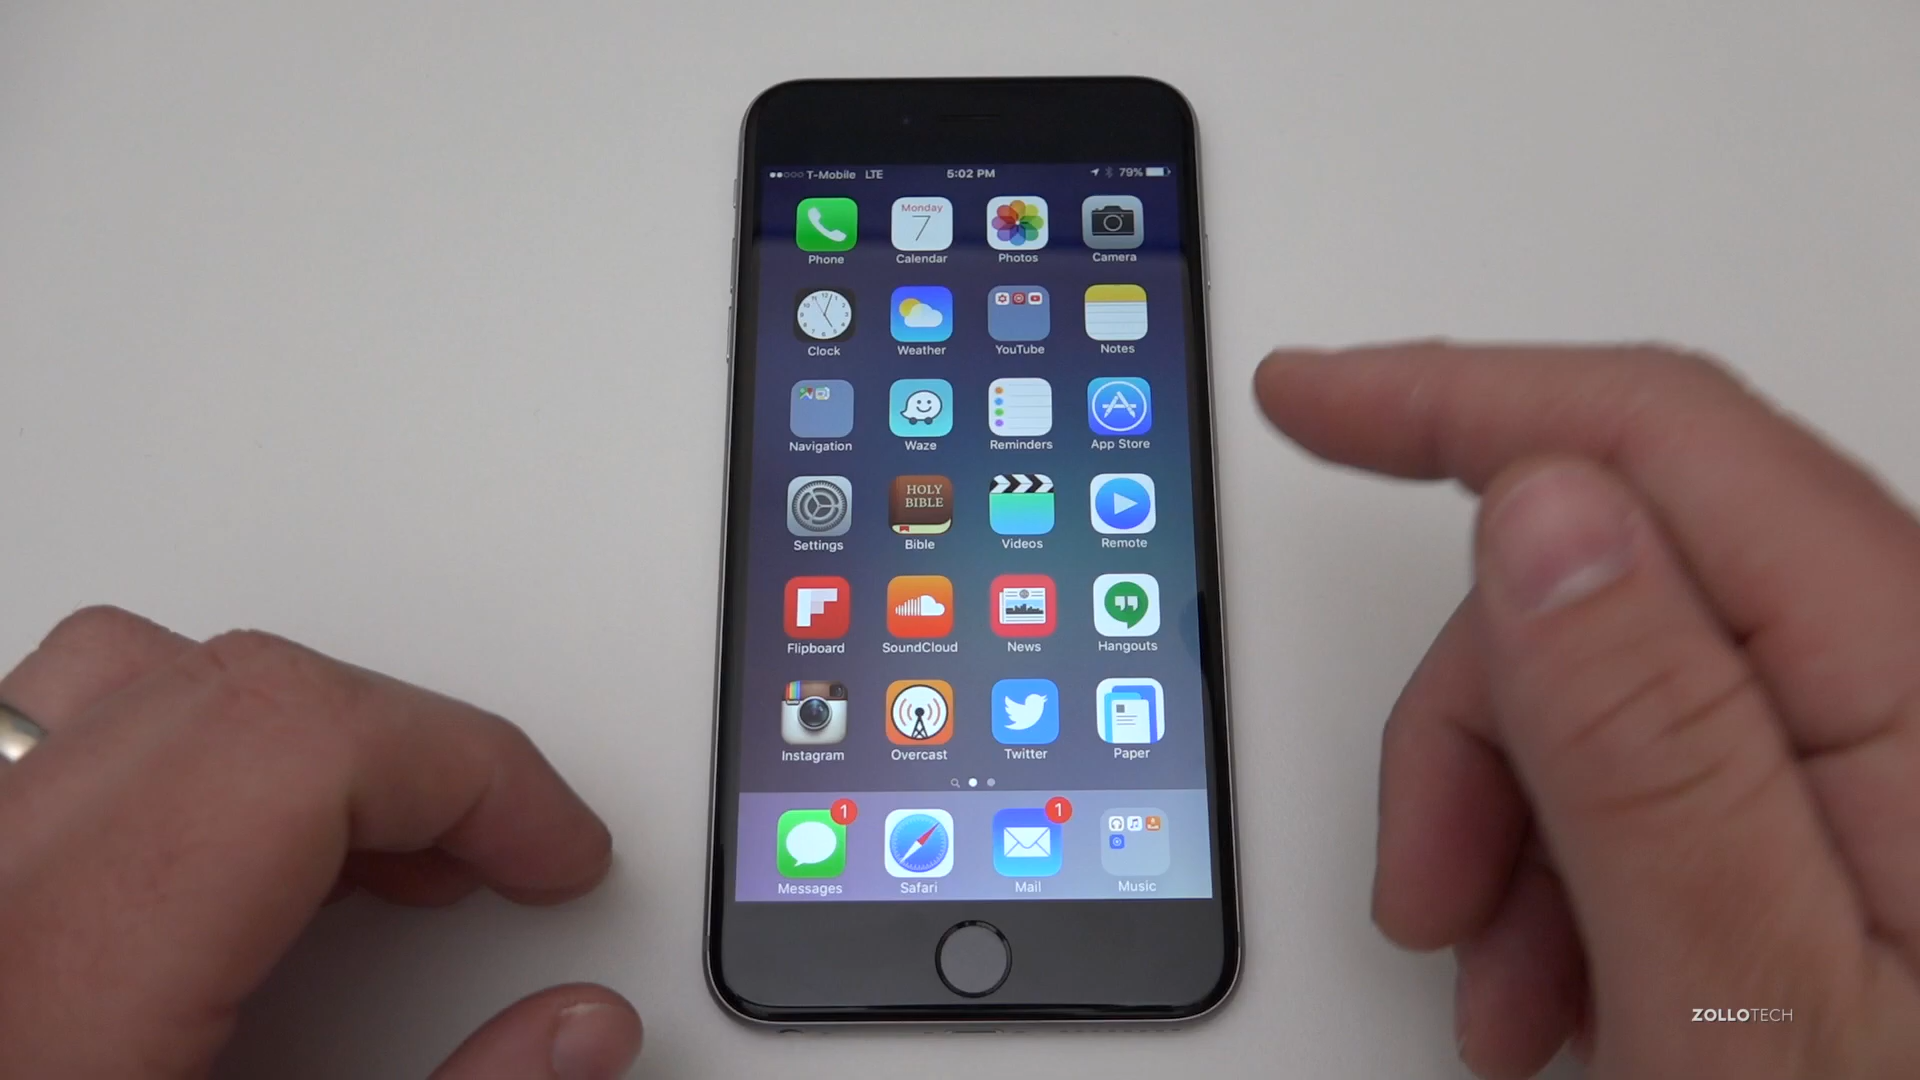 T-Mobile LTE 5:02 PM 79%
Monday
7
Phone Calendar Photos Camera
Clock Weather YouTube Notes
Navigation Waze Reminders App Store
HOLY
BIBLE
Settings Bible Videos Remote
Flipboard SoundCloud News Hangouts
Instagram Overcast Twitter Paper
1 1
Messages Safari Mail Music
ZOLLOTECH